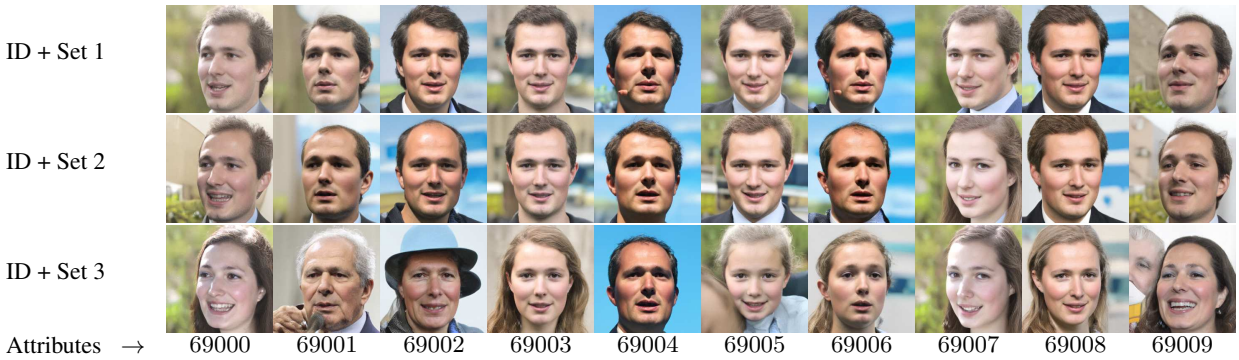 ID + Set 1
ID + Set 2
ID + Set 3
Attributes → 69000 69001 69002 69003 69004 69005 69006 69007 69008 69009